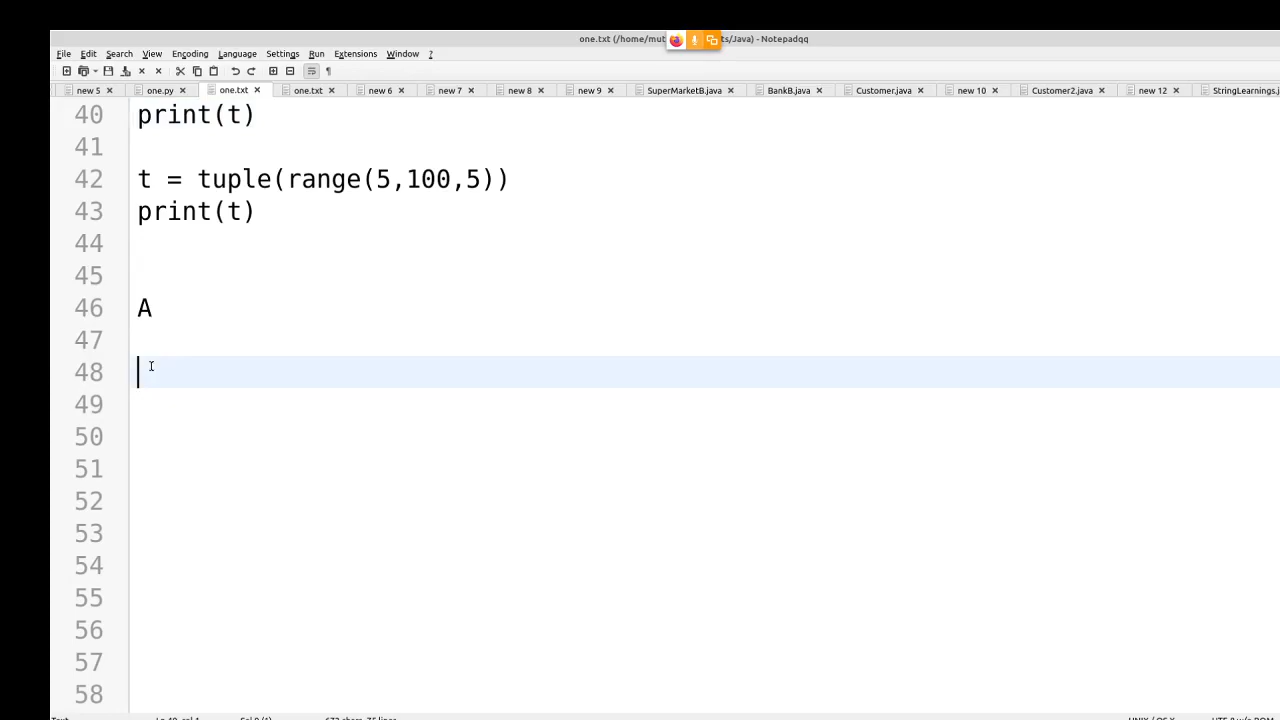 one.txt (/home/mut ts/Java) - Notepadqq
File Edit Search View Encoding Language Settings Run Extensions Window ?
new 5 one.py one.txt one.txt new 6 new 7 new 8 new 9 SuperMarketB.java BankB.java Customer.java new 10 Customer2.java new 12 StringLearnings.j
40 print(t)
41
42 t = tuple(range(5,100,5))
43 print(t)
44
45
46 A
47
48
49
50
51
52
53
54
55
56
57
58